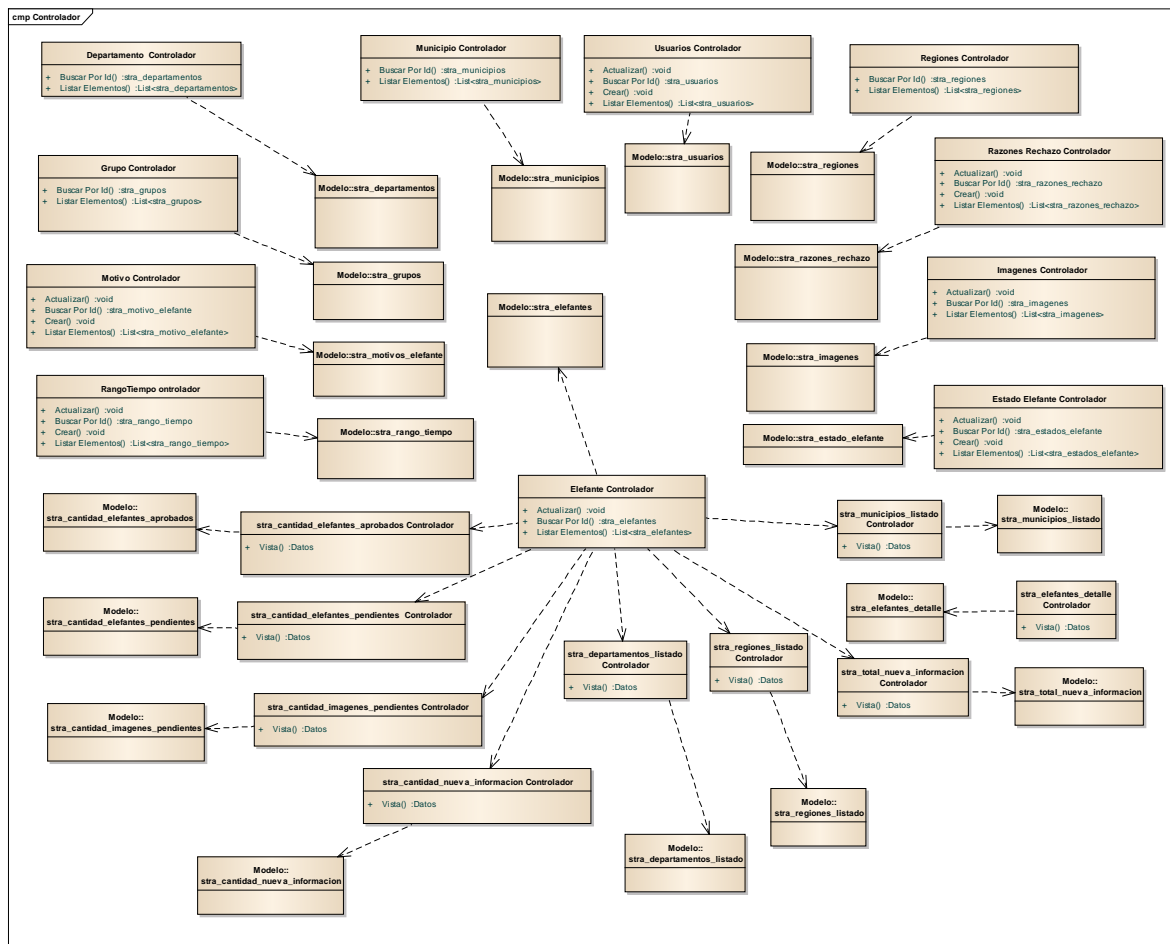 cmp Controlador
Departamento Controlador
+ Buscar Por Id() :stra_departamentos
+ Listar Elementos() :List<stra_departamentos>
Municipio Controlador
+ Buscar Por Id() :stra_municipios
+ Listar Elementos() :List<stra_municipios>
Usuarios Controlador
+ Actualizar() :void
+ Buscar Por Id() :stra_usuarios
+ Crear() :void
+ Listar Elementos() :List<stra_usuarios>
Regiones Controlador
+ Buscar Por Id() :stra_regiones
+ Listar Elementos() :List<stra_regiones>
Grupo Controlador
+ Buscar Por Id() :stra_grupos
+ Listar Elementos() :List<stra_grupos>
Modelo::stra_departamentos
Modelo::stra_municipios
Modelo::stra_usuarios
Modelo::stra_regiones
Razones Rechazo Controlador
+ Actualizar() :void
+ Buscar Por Id() :stra_razones_rechazo
+ Crear() :void
+ Listar Elementos() :List<stra_razones_rechazo>
Motivo Controlador
+ Actualizar() :void
+ Buscar Por Id() :stra_motivo_elefante
+ Crear() :void
+ Listar Elementos() :List<stra_motivo_elefante>
Modelo::stra_grupos
Modelo::stra_elefantes
Modelo::stra_razones_rechazo
Imagenes Controlador
+ Actualizar() :void
+ Buscar Por Id() :stra_imagenes
+ Listar Elementos() :List<stra_imagenes>
Modelo::stra_motivos_elefante
Modelo::stra_imagenes
RangoTiempo ontrolador
+ Actualizar() :void
+ Buscar Por Id() :stra_rango_tiempo
+ Crear() :void
+ Listar Elementos() :List<stra_rango_tiempo>
Modelo::stra_rango_tiempo
Modelo::stra_estado_elefante
Estado Elefante Controlador
+ Actualizar() :void
+ Buscar Por Id() :stra_estados_elefante
+ Crear() :void
+ Listar Elementos() :List<stra_estados_elefante>
Elefante Controlador
+ Actualizar() :void
+ Buscar Por Id() :stra_elefantes
+ Listar Elementos() :List<stra_elefantes>
Modelo::
stra_cantidad_elefantes_aprobados
stra_cantidad_elefantes_aprobados Controlador
+ Vista() :Datos
stra_municipios_listado
Controlador
+ Vista() :Datos
Modelo::
stra_municipios_listado
Modelo::
stra_cantidad_elefantes_pendientes
stra_cantidad_elefantes_pendientes Controlador
+ Vista() :Datos
Modelo::
stra_elefantes_detalle
stra_elefantes_detalle
Controlador
+ Vista() :Datos
stra_departamentos_listado
Controlador
+ Vista() :Datos
stra_regiones_listado
Controlador
+ Vista() :Datos
stra_total_nueva_informacion
Controlador
+ Vista() :Datos
Modelo::
stra_total_nueva_informacion
Modelo::
stra_cantidad_imagenes_pendientes
stra_cantidad_imagenes_pendientes Controlador
+ Vista() :Datos
stra_cantidad_nueva_informacion Controlador
+ Vista() :Datos
Modelo::
stra_regiones_listado
Modelo::
stra_departamentos_listado
Modelo::
stra_cantidad_nueva_informacion